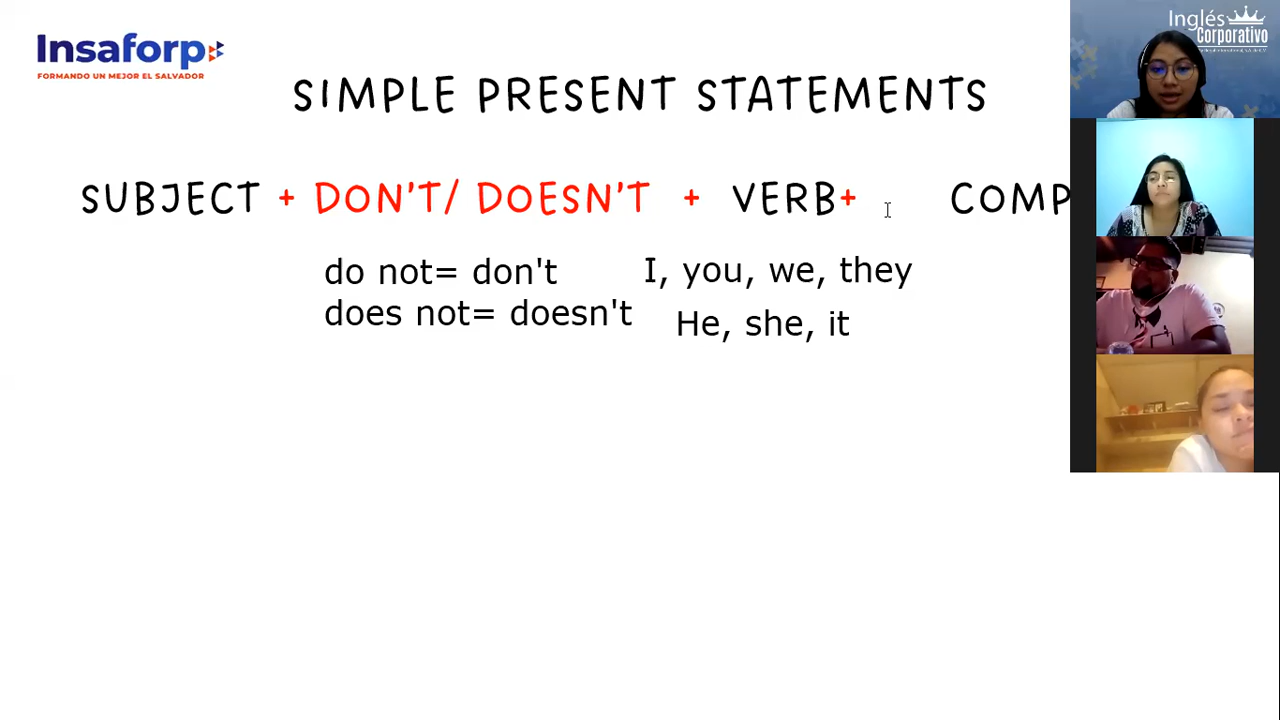 Insaforp
FORMANDO UN MEJOR EL SALVADOR
Inglés
Corporativo
SIMPLE PRESENT STATEMENTS
SUBJECT + DON'T/ DOESN'T + VERB+ COMP
do not= don't I, you, we, they
does not= doesn't He, she, it